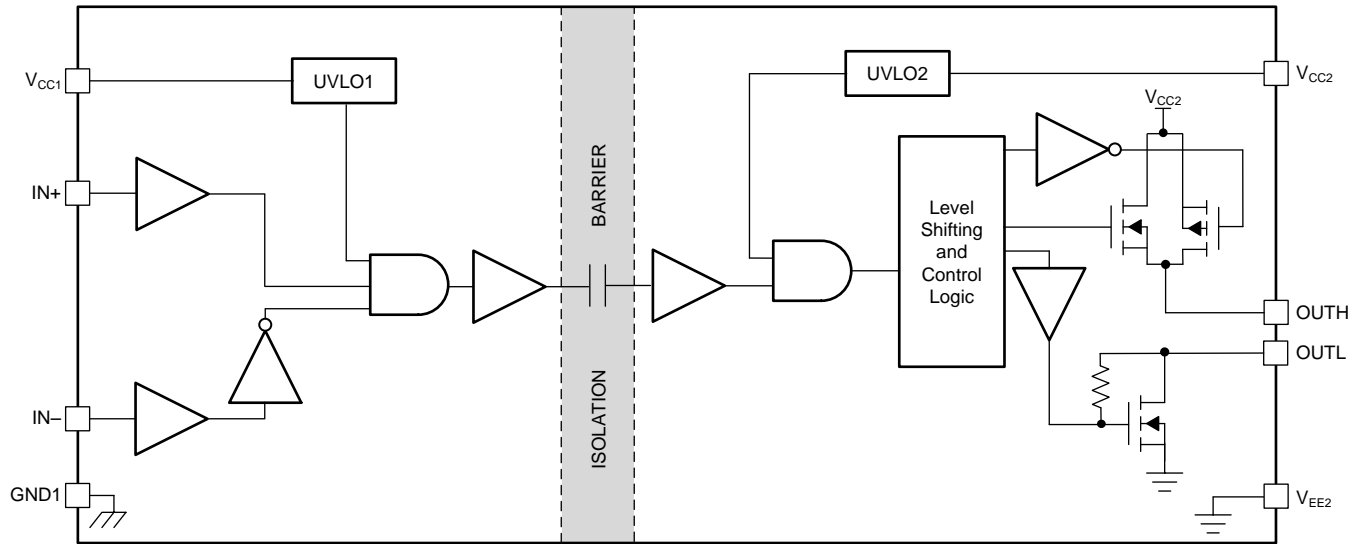 UVLO1
UVLO2
VCC1
VCC2
VCC2
IN+
BARRIER
Level
Shifting
and
Control
Logic
OUTH
OUTL
IN–
ISOLATION
GND1
VEE2